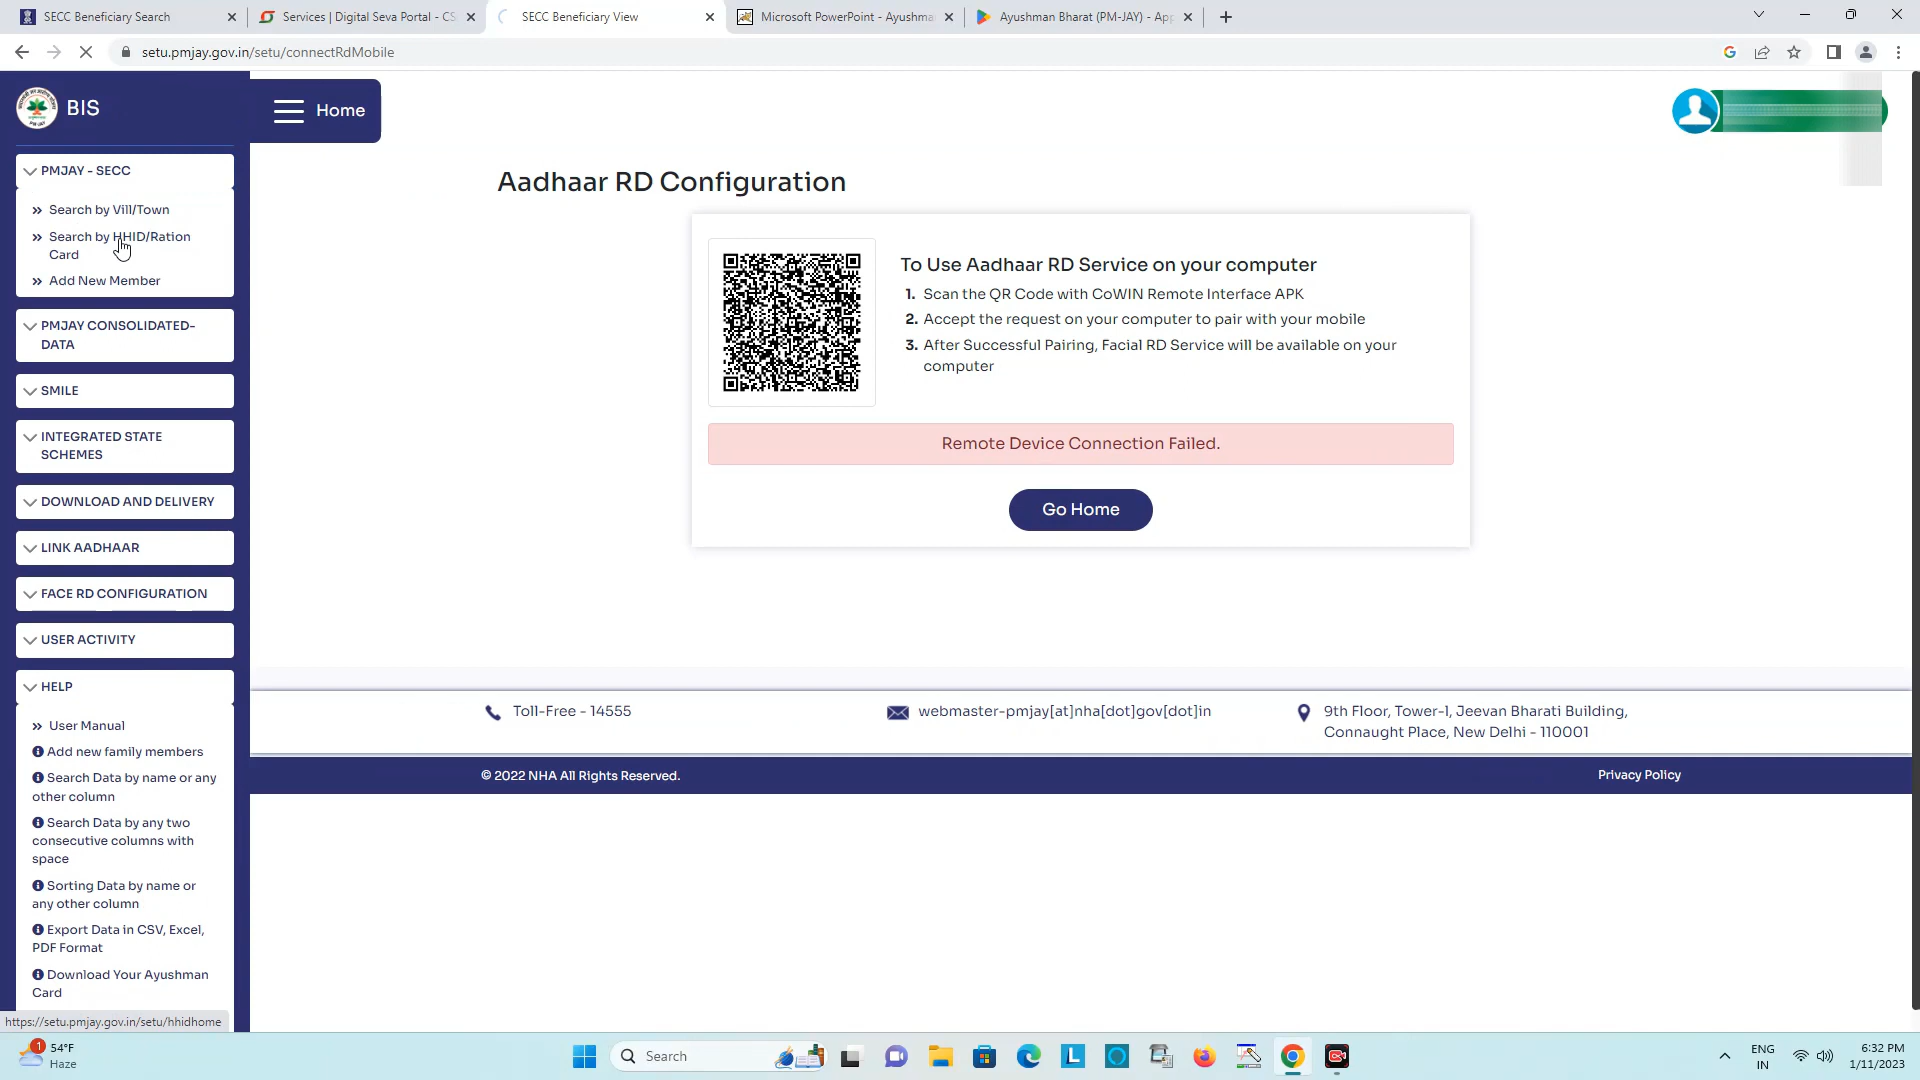 SECC Beneficiary Search
Services | Digital Seva Portal - CS
SECC Beneficiary View
Microsoft PowerPoint - Ayushma
Ayushman Bharat (PM-JAY) - App
setu.pmjay.gov.in/setu/connectRdMobile
BIS
Home
PMJAY - SECC
Search by Vill/Town
Search by HHID/Ration
Card
Add New Member
PMJAY CONSOLIDATED-
DATA
SMILE
INTEGRATED STATE
SCHEMES
DOWNLOAD AND DELIVERY
LINK AADHAAR
FACE RD CONFIGURATION
USER ACTIVITY
HELP
User Manual
Add new family members
Search Data by name or any
other column
Search Data by any two
consecutive columns with
space
Sorting Data by name or
any other column
Export Data in CSV, Excel,
PDF Format
Download Your Ayushman
Card
https://setu.pmjay.gov.in/setu/hhidhome
Aadhaar RD Configuration
To Use Aadhaar RD Service on your computer
1. Scan the QR Code with CoWIN Remote Interface APK
2. Accept the request on your computer to pair with your mobile
3. After Successful Pairing, Facial RD Service will be available on your
computer
Remote Device Connection Failed.
Go Home
Toll-Free - 14555
webmaster-pmjay[at]nha[dot]gov[dot]in
9th Floor, Tower-l, Jeevan Bharati Building,
Connaught Place, New Delhi - 110001
© 2022 NHA All Rights Reserved.
Privacy Policy
1
54°F
Haze
Search
L
ENG
IN
6:32 PM
1/11/2023